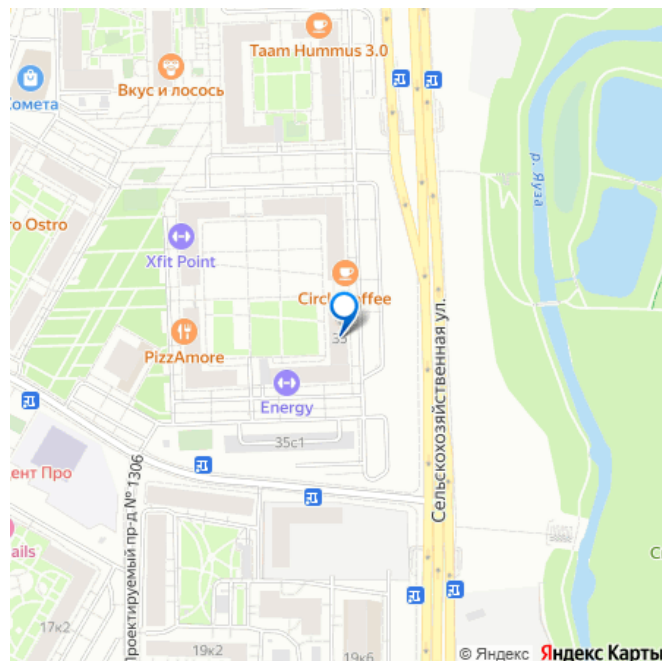 Taam Hummus 3.0
Вкус и лосось
Комета
р. Яуза
ro Ostro
Xfit Point
Circle Coffee
33
PizzAmore
Energy
Сельскохозяйственная ул.
35с1
ент Про
Проектируемый пр-д № 1306
ails
17к2
19к2
19к6
С
© Яндекс Яндекс Карты